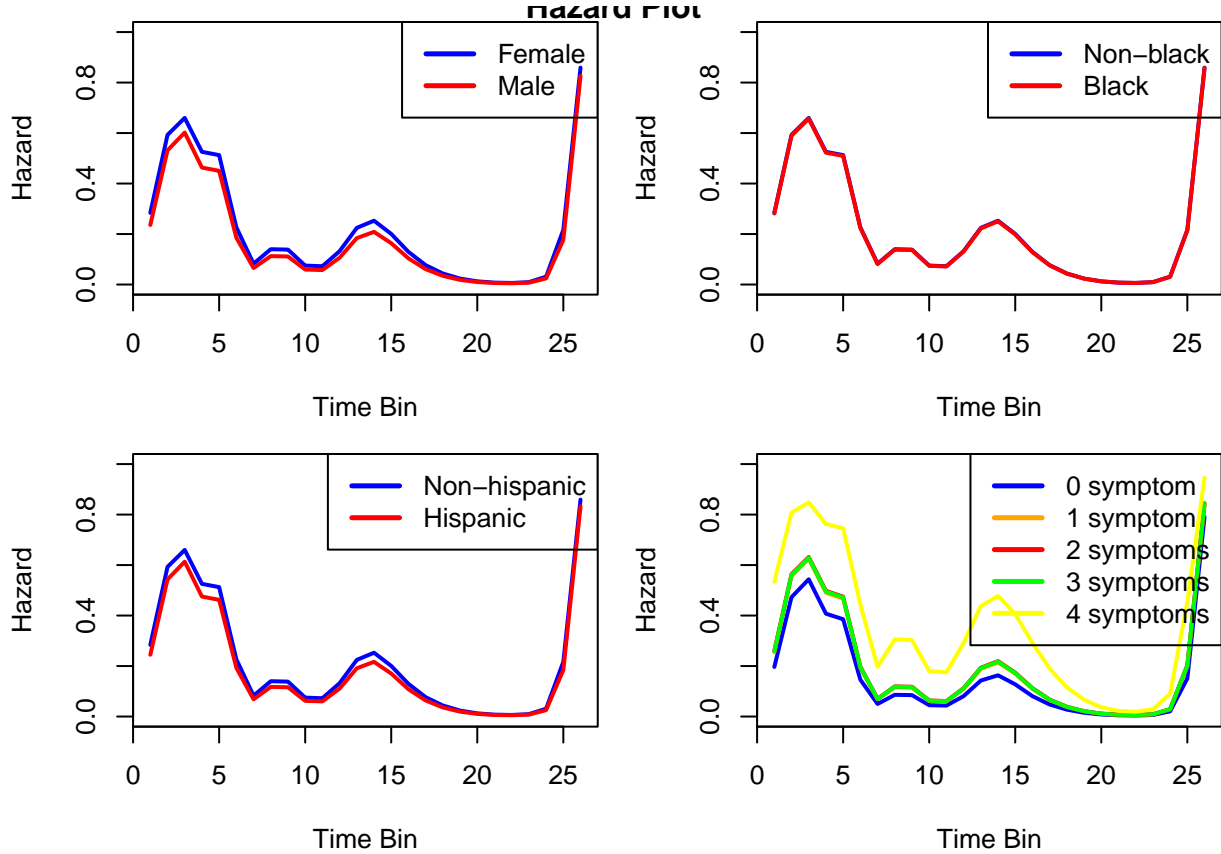 Hazard Plot
Hazard
0.0 0.4 0.8
Female
Male
0 5 10 15 20 25
Time Bin
Hazard
0.0 0.4 0.8
Non−black
Black
0 5 10 15 20 25
Time Bin
Hazard
0.0 0.4 0.8
Non−hispanic
Hispanic
0 5 10 15 20 25
Time Bin
Hazard
0.0 0.4 0.8
0 symptom
1 symptom
2 symptoms
3 symptoms
4 symptoms
0 5 10 15 20 25
Time Bin